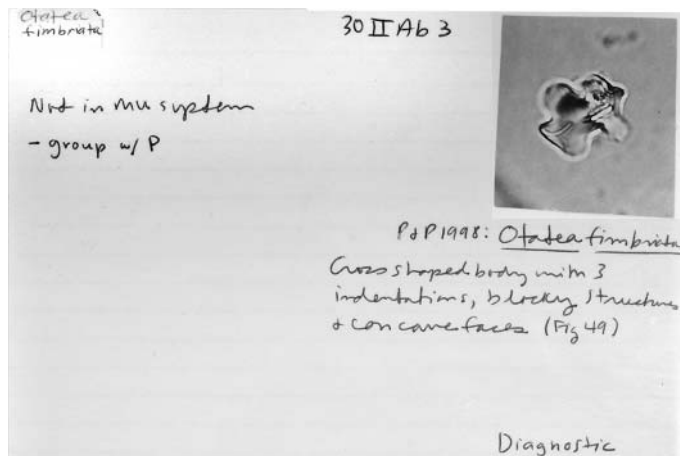 Otatea
fimbriata
30 II Ab 3
Not in MU system
- group w/ P
P&P 1998: Otatea fimbriata
Cross shaped body with 3
indentations, blocky structures
& concave faces (Fig 49)
Diagnostic